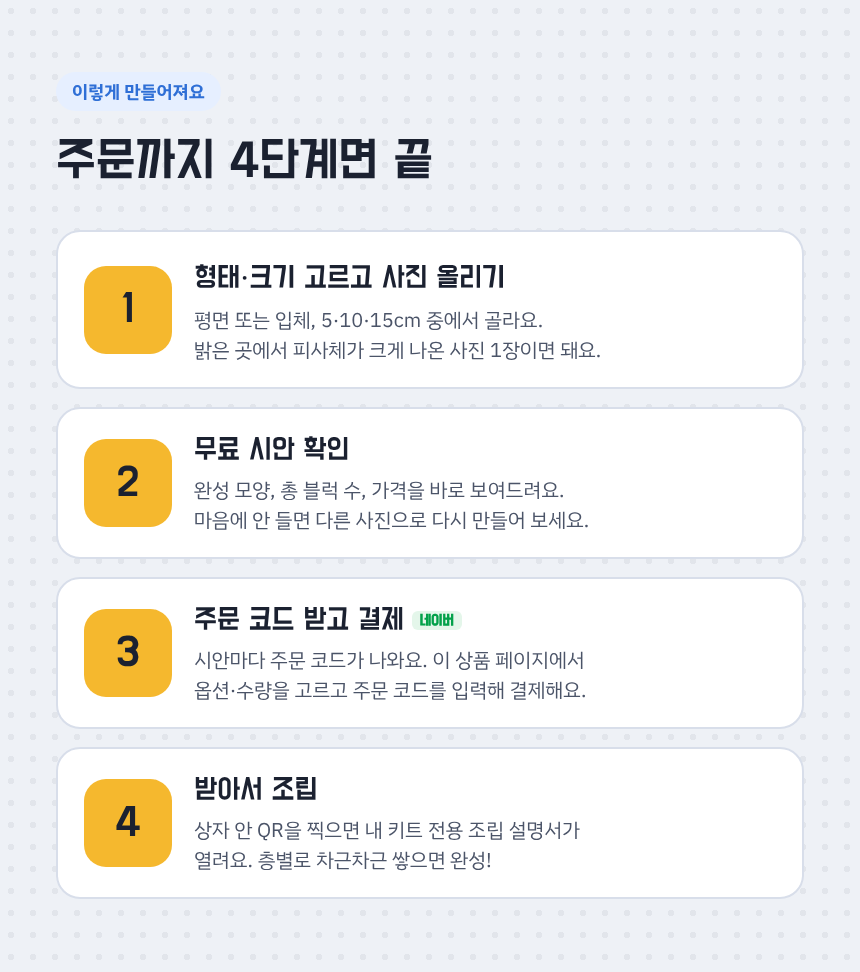 이렇게 만들어져요
주문까지 4단계면 끝
1
형태·크기 고르고 사진 올리기
평면 또는 입체, 5·10·15cm 중에서 골라요.
밝은 곳에서 피사체가 크게 나온 사진 1장이면 돼요.
2
무료 시안 확인
완성 모양, 총 블럭 수, 가격을 바로 보여드려요.
마음에 안 들면 다른 사진으로 다시 만들어 보세요.
3
주문 코드 받고 결제 네이버
시안마다 주문 코드가 나와요. 이 상품 페이지에서
옵션·수량을 고르고 주문 코드를 입력해 결제해요.
4
받아서 조립
상자 안 QR을 찍으면 내 키트 전용 조립 설명서가
열려요. 층별로 차근차근 쌓으면 완성!